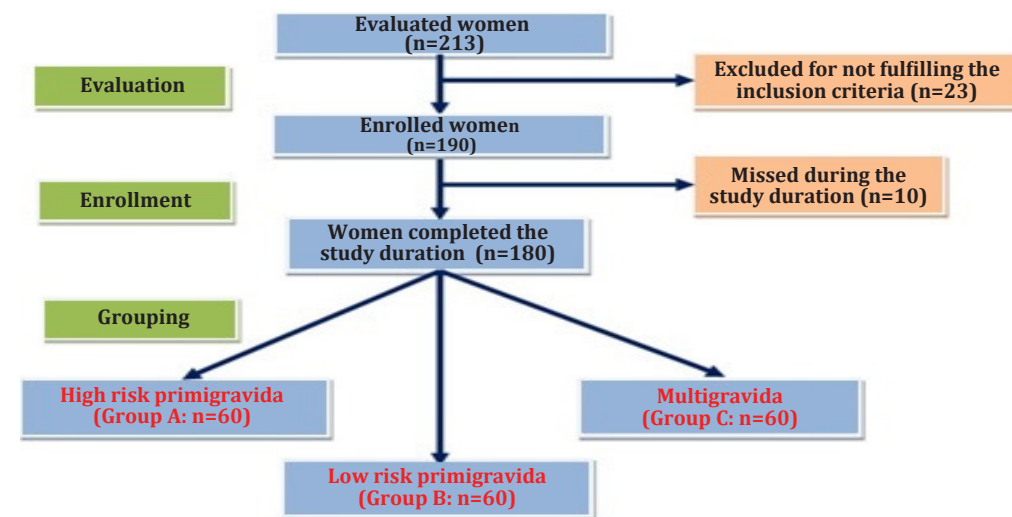 Evaluated women
(n=213)
Evaluation
Excluded for not fulfilling the
inclusion criteria (n=23)
Enrolled women
(n=190)
Enrollment
Missed during the
study duration (n=10)
Women completed the
study duration (n=180)
Grouping
High risk primigravida
(Group A: n=60)
Multigravida
(Group C: n=60)
Low risk primigravida
(Group B: n=60)